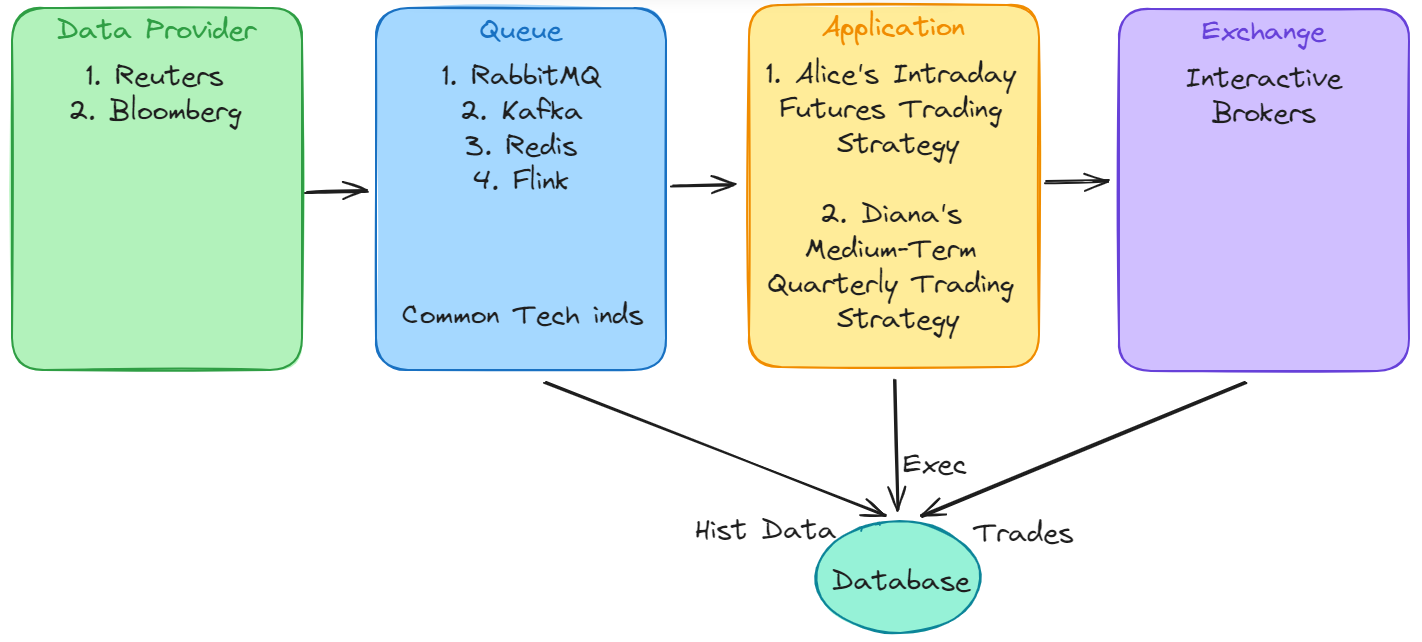 Data Provider
1. Reuters
2. Bloomberg
Queue
1. RabbitMQ
2. Kafka
3. Redis
4. Flink
Common Tech inds
Application
1. Alice's Intraday
Futures Trading
Strategy
2. Diana's
Medium-Term
Quarterly Trading
Strategy
Exchange
Interactive
Brokers
Exec
Hist Data
Trades
Database